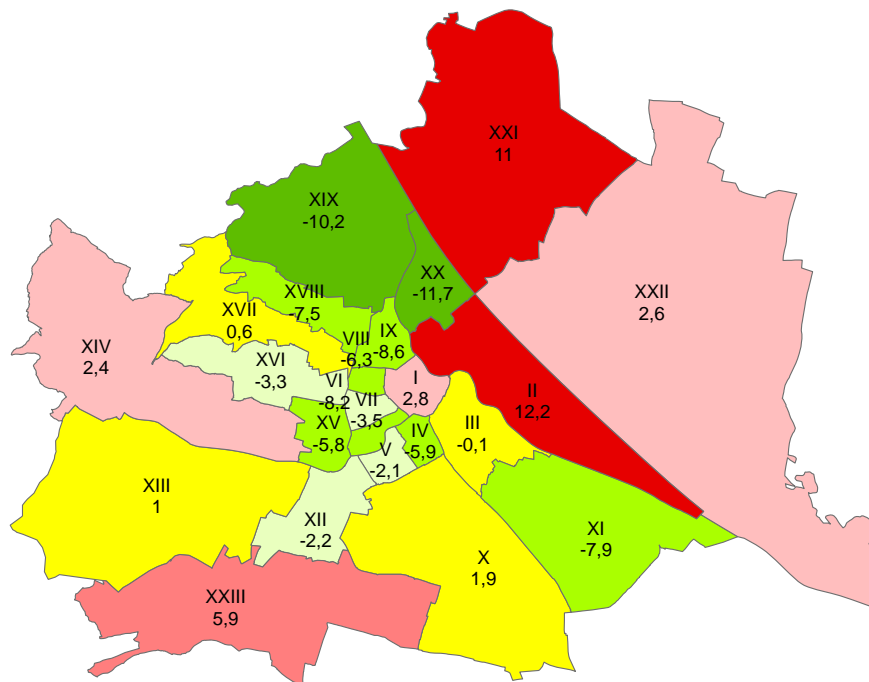 XXI
11
XIX
-10,2
XX
-11,7
XXII
2,6
XVIII
-7,5
XVII
0,6
IX
-8,6
VIII
-6,3
XIV
2,4
XVI
-3,3
VI
-8,2
VII
-3,5
I
2,8
II
12,2
III
-0,1
IV
-5,9
XV
-5,8
V
-2,1
XIII
1
XII
-2,2
XI
-7,9
X
1,9
XXIII
5,9